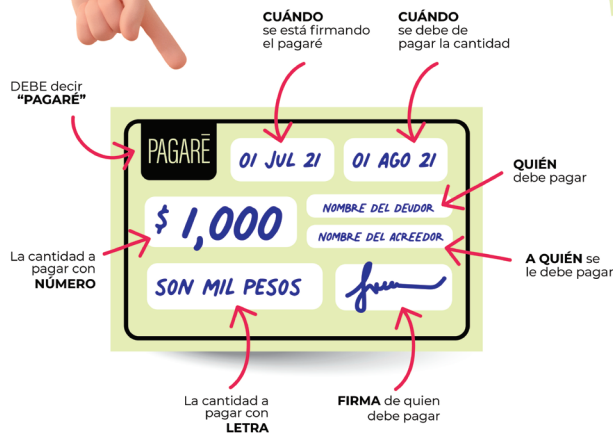 CUÁNDO
se está firmando
el pagaré
CUÁNDO
se debe de
pagar la cantidad
DEBE decir
“PAGARÉ”
PAGARĒ
01 JUL 21
01 AGO 21
QUIÉN
debe pagar
$ 1,000
NOMBRE DEL DEUDOR
NOMBRE DEL ACREEDOR
A QUIÉN se
le debe pagar
La cantidad a
pagar con
NÚMERO
SON MIL PESOS
La cantidad a
pagar con
LETRA
FIRMA de quien
debe pagar